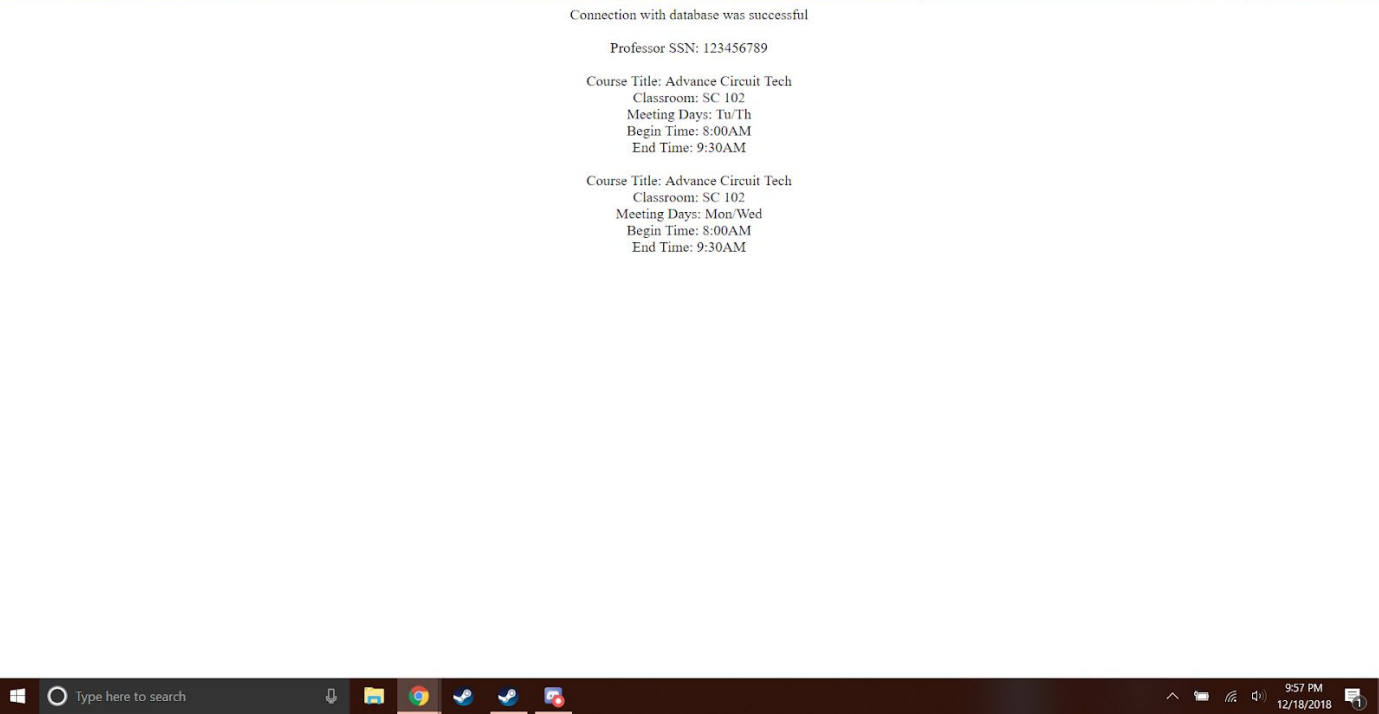 Connection with database was successful
Professor SSN: 123456789
Course Title: Advance Circuit Tech
Classroom: SC 102
Meeting Days: Tu/Th
Begin Time: 8:00AM
End Time: 9:30AM
Course Title: Advance Circuit Tech
Classroom: SC 102
Meeting Days: Mon/Wed
Begin Time: 8:00AM
End Time: 9:30AM
Type here to search
9:57 PM
12/18/2018
1